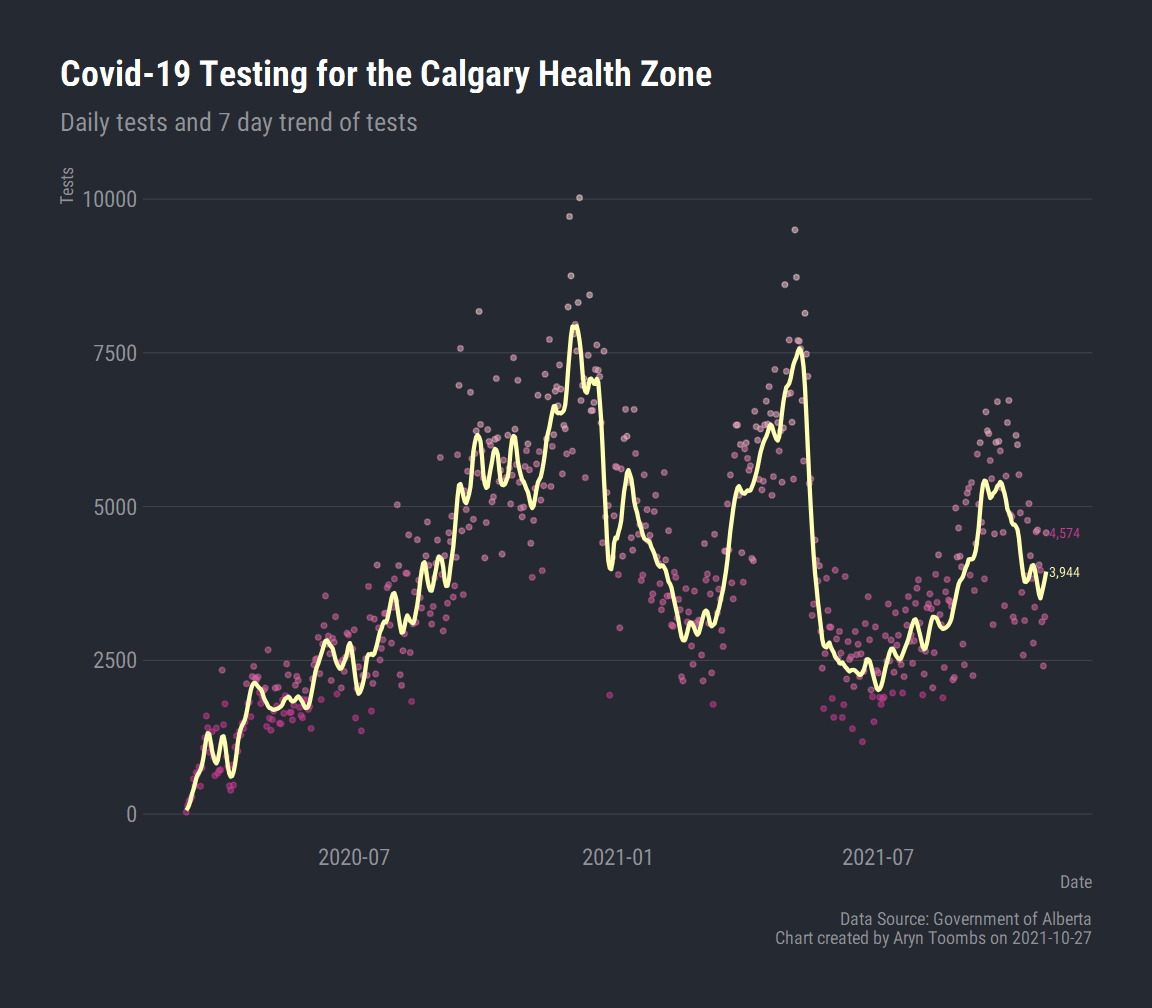 Covid-19 Testing for the Calgary Health Zone
Daily tests and 7 day trend of tests
Tests
10000
7500
5000
4,574
3,944
2500
0
2020-07
2021-01
2021-07
Date
Data Source: Government of Alberta
Chart created by Aryn Toombs on 2021-10-27